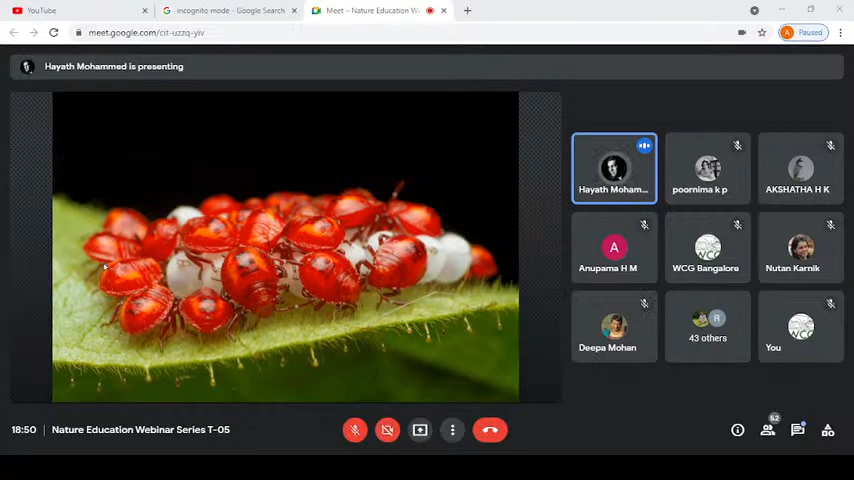 YouTube
incognito mode - Google Search
Meet – Nature Education We
meet.google.com/cit-uzzq-yiv
A Paused
Hayath Mohammed is presenting
Hayath Moham...
poornima k p
AKSHATHA H K
A
Anupama H M
WCG
WCG Bangalore
Nutan Karnik
Deepa Mohan
R
43 others
You
18:50 | Nature Education Webinar Series T-05
52